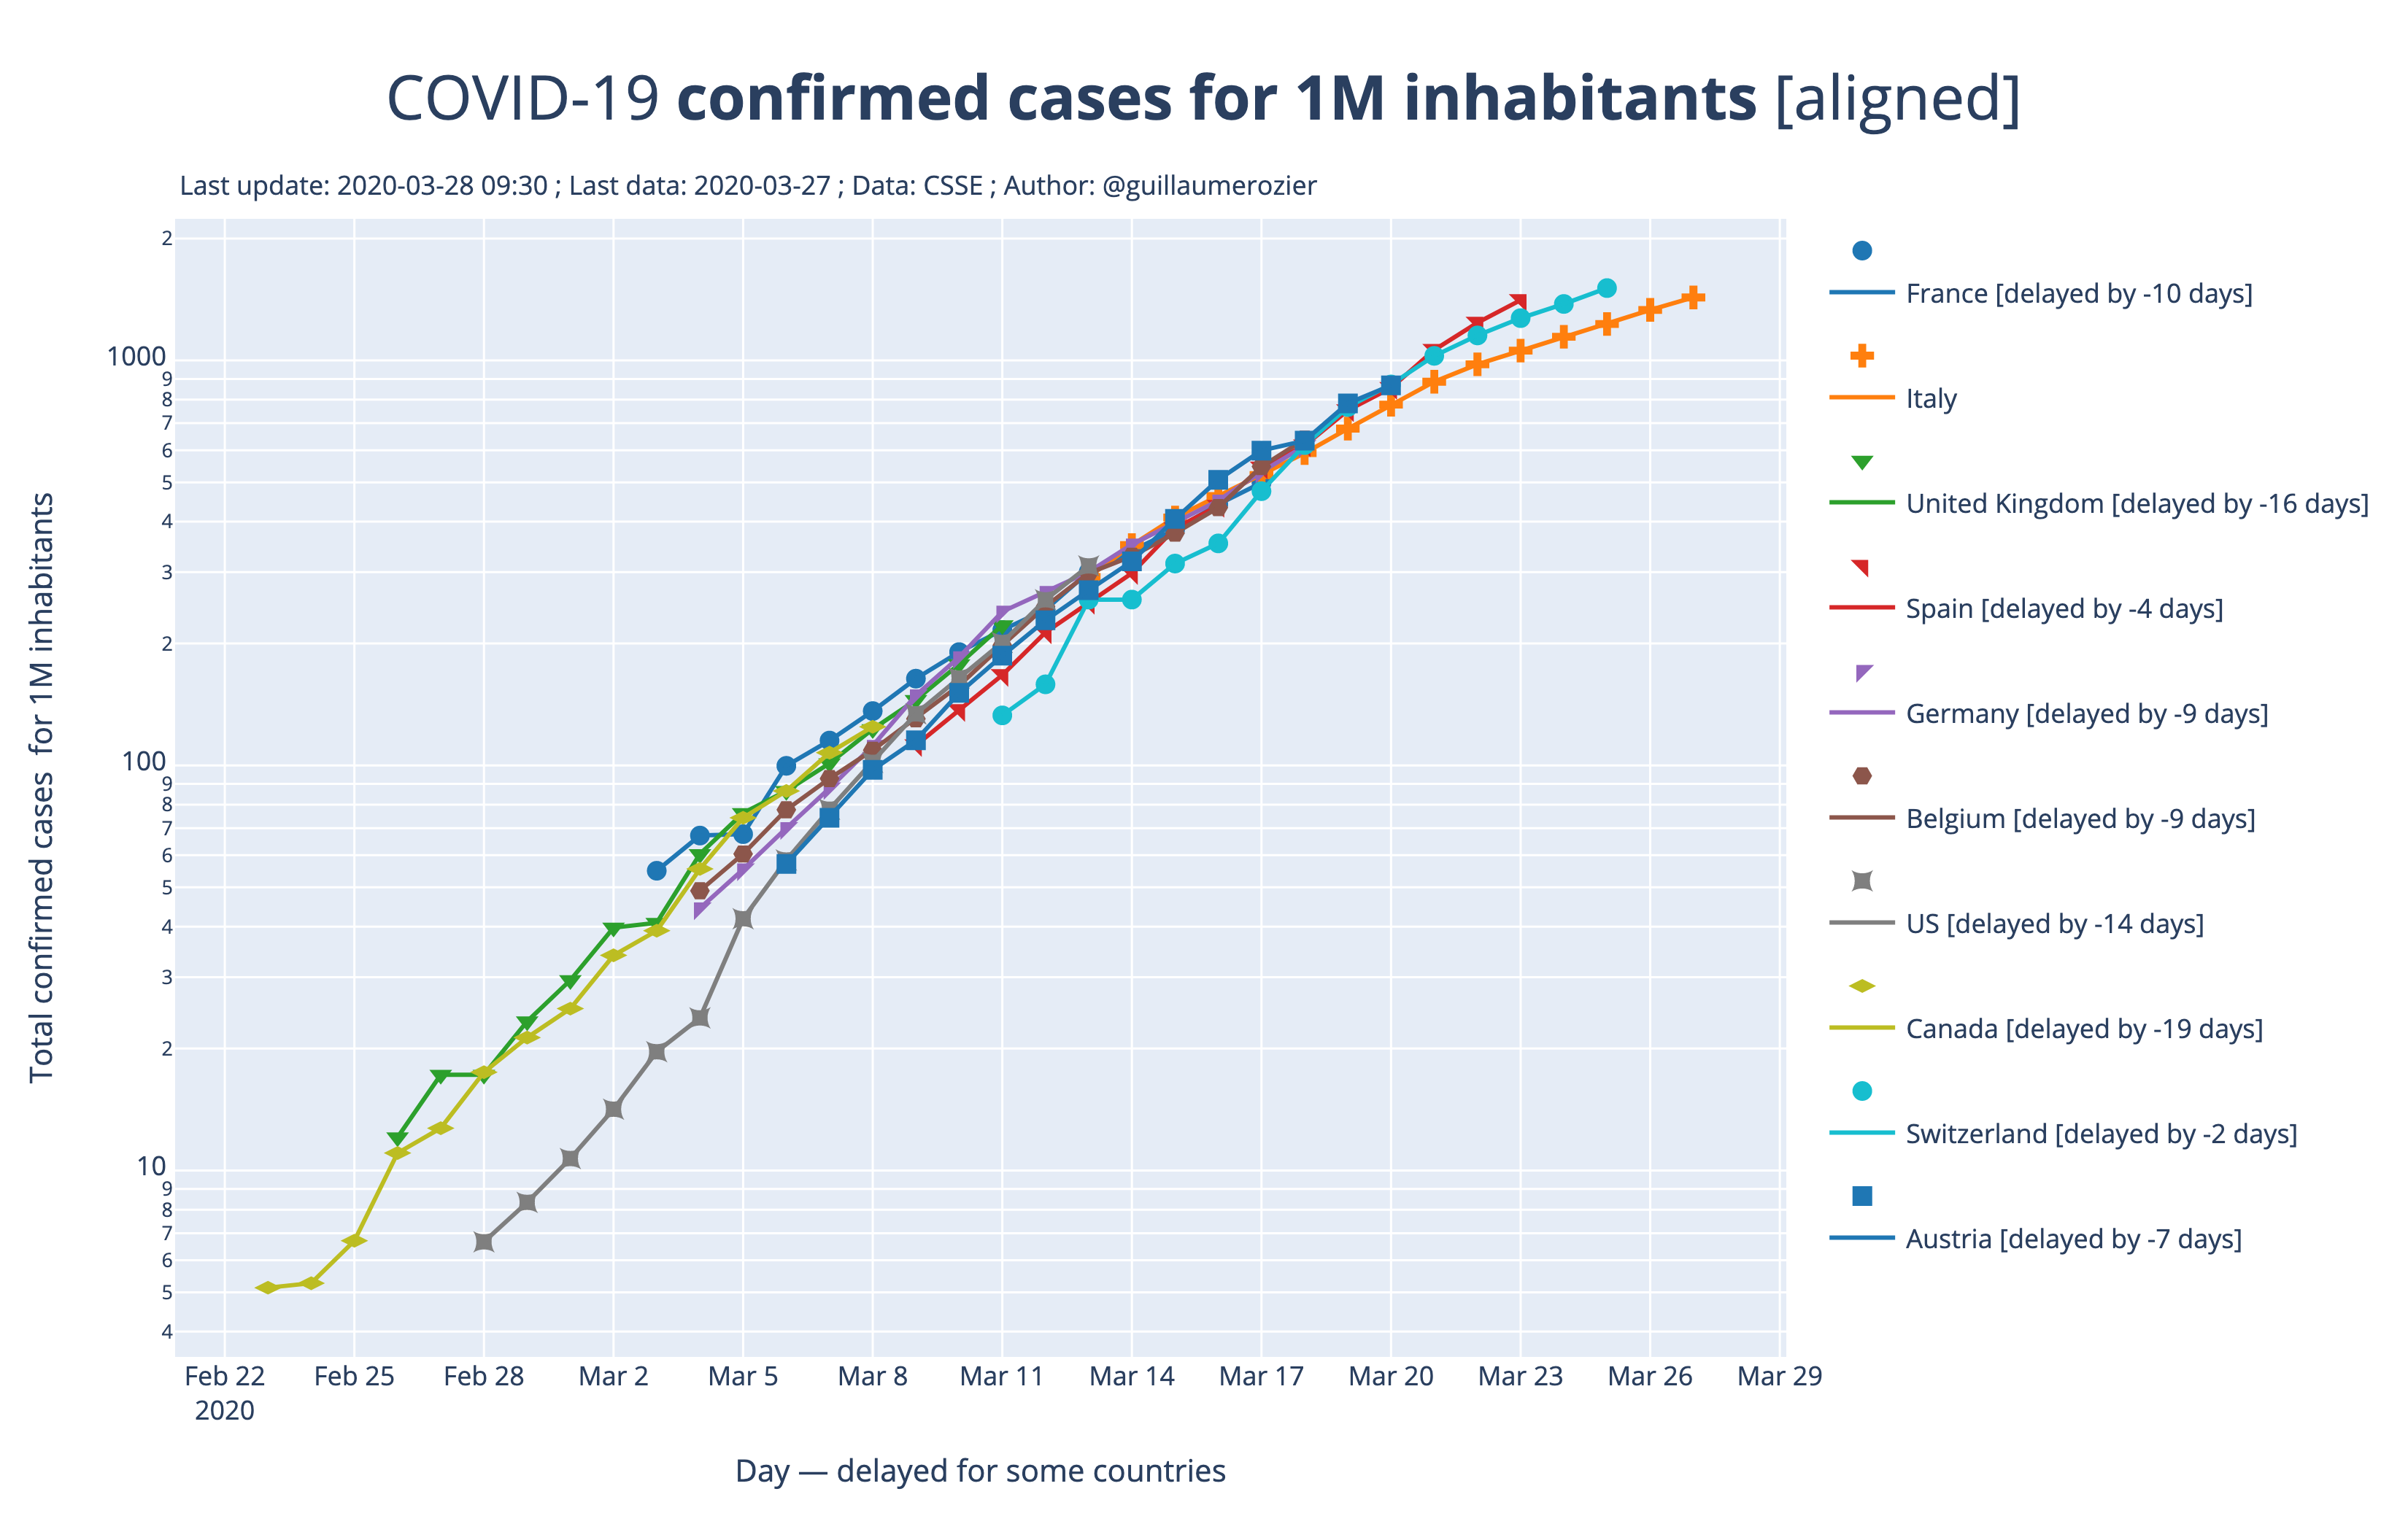 COVID-19 confirmed cases for 1M inhabitants [aligned]
Last update: 2020-03-28 09:30 ; Last data: 2020-03-27 ; Data: CSSE ; Author: @guillaumerozier
Total confirmed cases for 1M inhabitants
2
1000
9
8
7
6
5
4
3
2
100
9
8
7
6
5
4
3
2
10
9
8
7
6
5
4
Feb 22 Feb 25 Feb 28 Mar 2 Mar 5 Mar 8 Mar 11 Mar 14 Mar 17 Mar 20 Mar 23 Mar 26 Mar 29
2020
Day — delayed for some countries
France [delayed by -10 days]
Italy
United Kingdom [delayed by -16 days]
Spain [delayed by -4 days]
Germany [delayed by -9 days]
Belgium [delayed by -9 days]
US [delayed by -14 days]
Canada [delayed by -19 days]
Switzerland [delayed by -2 days]
Austria [delayed by -7 days]